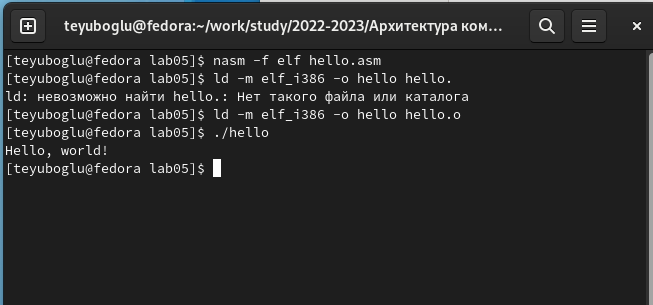 teyuboglu@fedora:~/work/study/2022-2023/Архитектура ком...
[teyuboglu@fedora lab05]$ nasm -f elf hello.asm
[teyuboglu@fedora lab05]$ ld -m elf_i386 -o hello hello.
ld: невозможно найти hello.: Нет такого файла или каталога
[teyuboglu@fedora lab05]$ ld -m elf_i386 -o hello hello.o
[teyuboglu@fedora lab05]$ ./hello
Hello, world!
[teyuboglu@fedora lab05]$